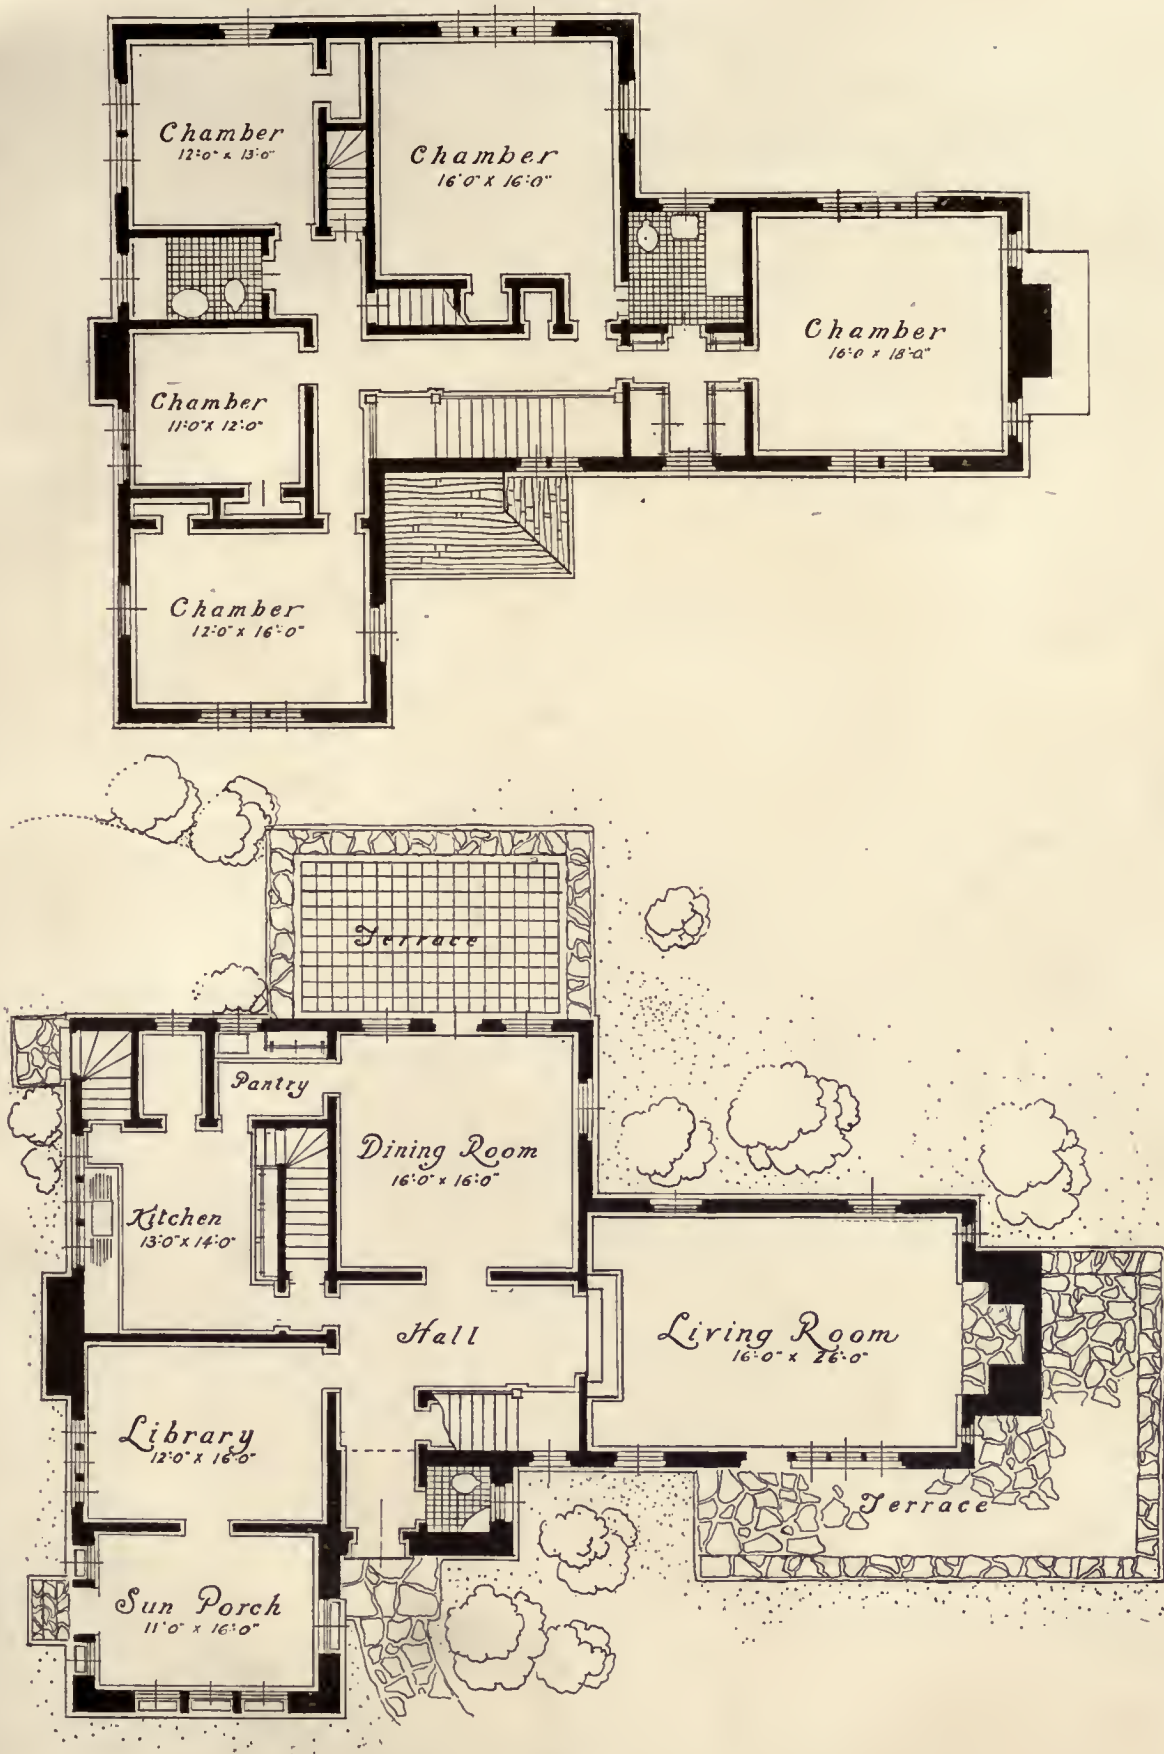 Chamber
12'-0" x 13'-0"
Chamber
16'-0" x 16'-0"
Chamber
16'-0 x 18'-0"
Chamber
11'-0" x 12'-0"
Chamber
12'-0" x 16'-0"
Terrace
Pantry
Dining Room
16'-0" x 16'-0"
Kitchen
13'-0" x 14'-0"
Hall
Living Room
16'-0" x 26'-0"
Library
12'-0" x 16'-0"
Terrace
Sun Porch
11'-0" x 16'-0"